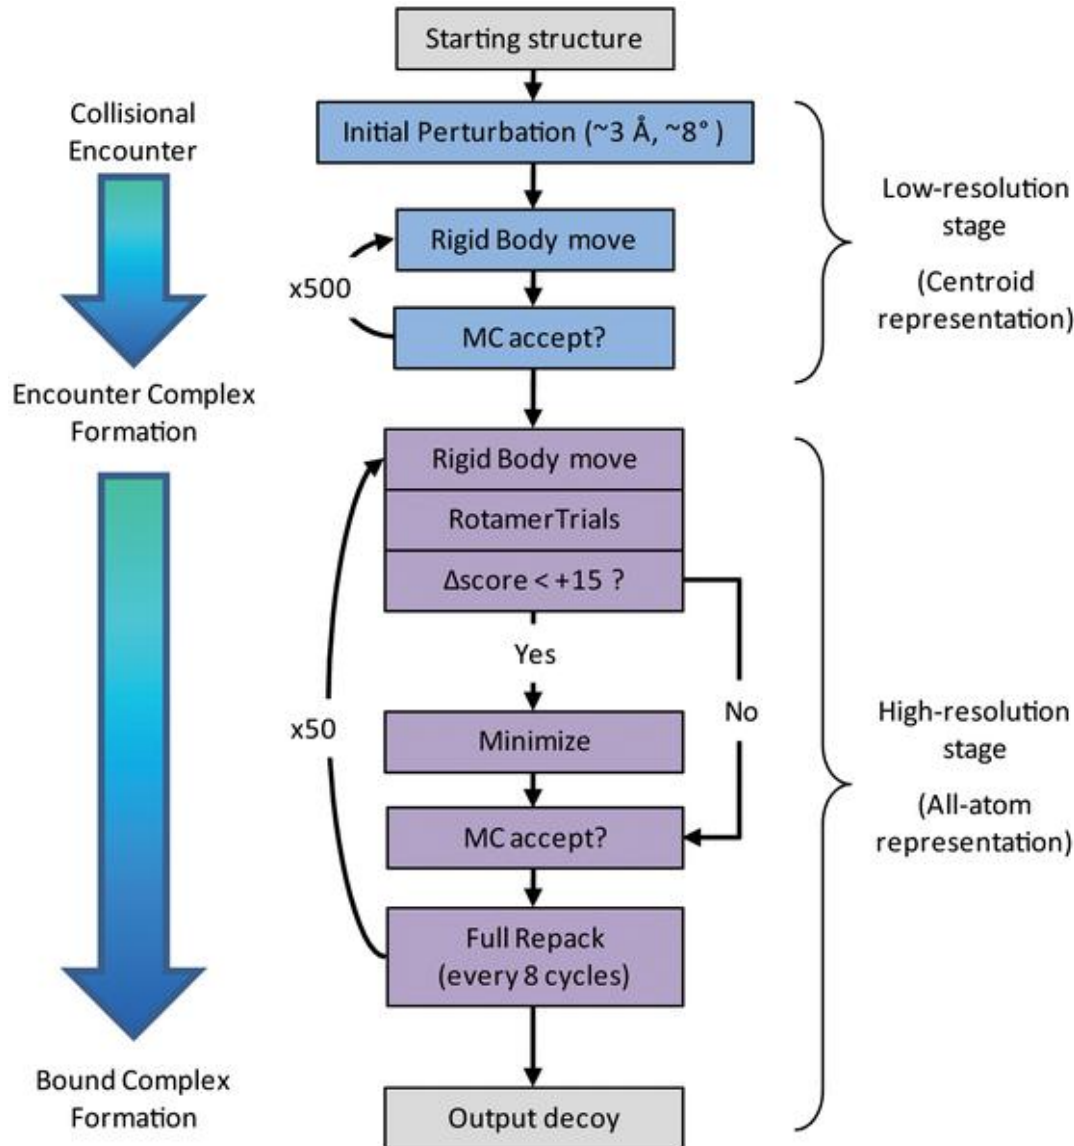 Starting structure
Collisional
Encounter
Initial Perturbation (~3 Å, ~8° )
Rigid Body move
x500
MC accept?
Low-resolution
stage
(Centroid
representation)
Encounter Complex
Formation
Rigid Body move
RotamerTrials
Δscore < +15 ?
Yes
No
x50
Minimize
MC accept?
Full Repack
(every 8 cycles)
High-resolution
stage
(All-atom
representation)
Bound Complex
Formation
Output decoy